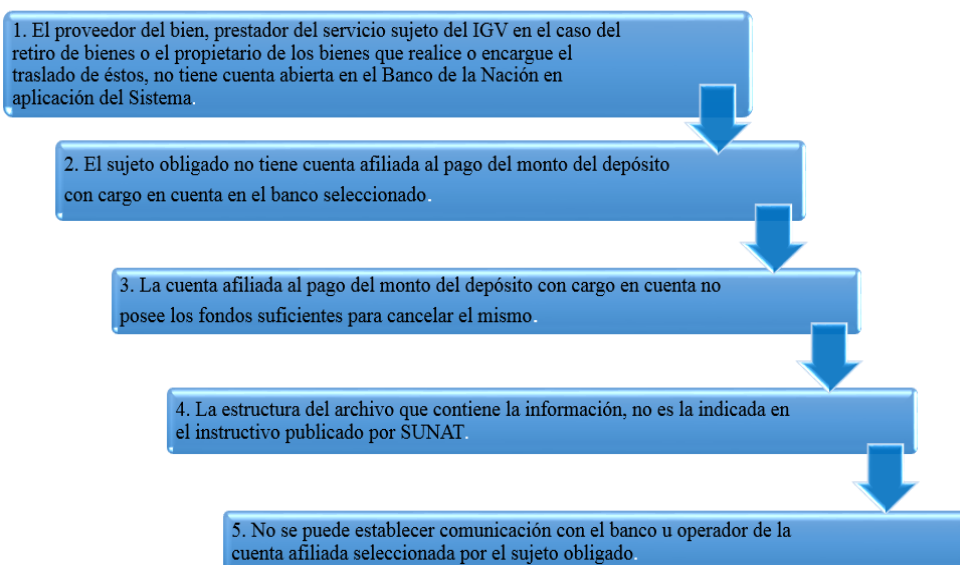 1. El proveedor del bien, prestador del servicio sujeto del IGV en el caso del
retiro de bienes o el propietario de los bienes que realice o encargue el
traslado de éstos, no tiene cuenta abierta en el Banco de la Nación en
aplicación del Sistema.
2. El sujeto obligado no tiene cuenta afiliada al pago del monto del depósito
con cargo en cuenta en el banco seleccionado.
3. La cuenta afiliada al pago del monto del depósito con cargo en cuenta no
posee los fondos suficientes para cancelar el mismo.
4. La estructura del archivo que contiene la información, no es la indicada en
el instructivo publicado por SUNAT.
5. No se puede establecer comunicación con el banco u operador de la
cuenta afiliada seleccionada por el sujeto obligado.